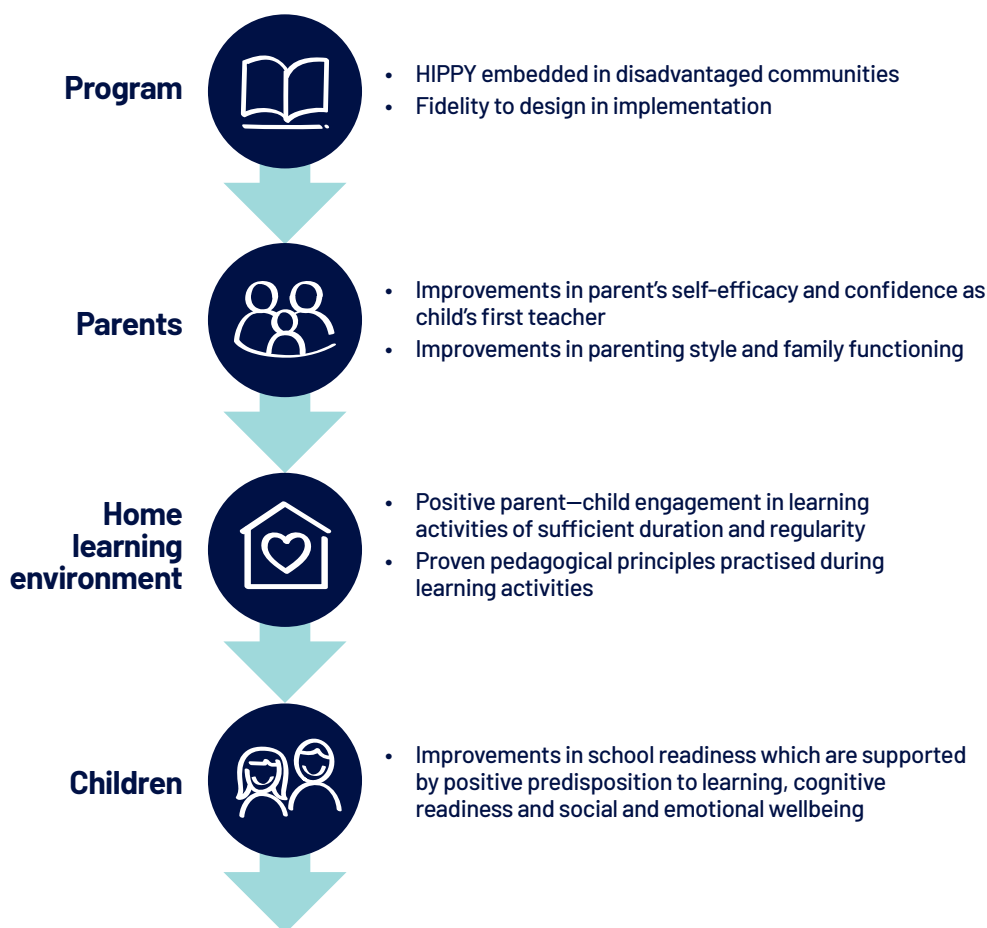 Program
• HIPPY embedded in disadvantaged communities
• Fidelity to design in implementation
Parents
• Improvements in parent's self-efficacy and confidence as
child's first teacher
• Improvements in parenting style and family functioning
Home
learning
environment
• Positive parent—child engagement in learning
activities of sufficient duration and regularity
• Proven pedagogical principles practised during
learning activities
Children
• Improvements in school readiness which are supported
by positive predisposition to learning, cognitive
readiness and social and emotional wellbeing